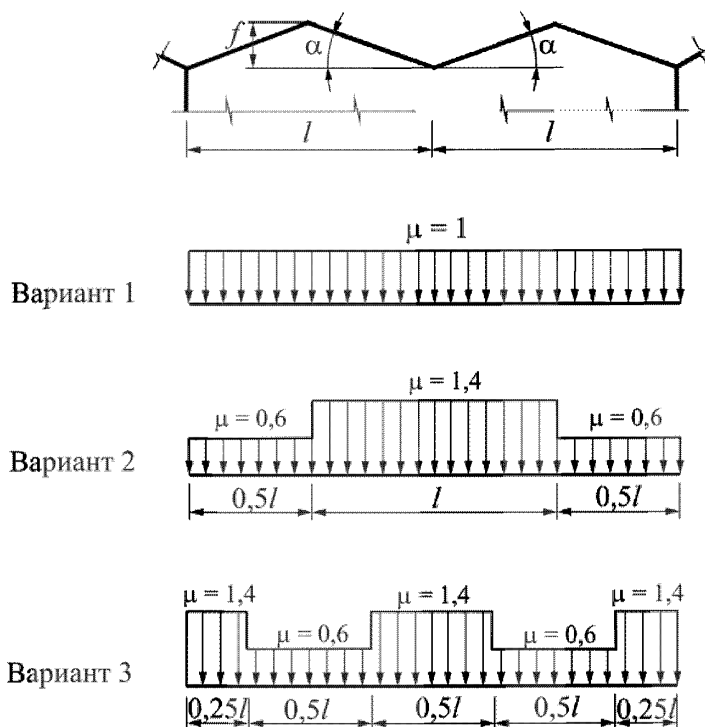 f α α
l l
μ = 1
Вариант 1
μ = 1,4
μ = 0,6 μ = 0,6
Вариант 2
0,5l l 0,5l
μ = 1,4 μ = 1,4 μ = 1,4
μ = 0,6 μ = 0,6
Вариант 3
0,25l 0,5l 0,5l 0,5l 0,25l